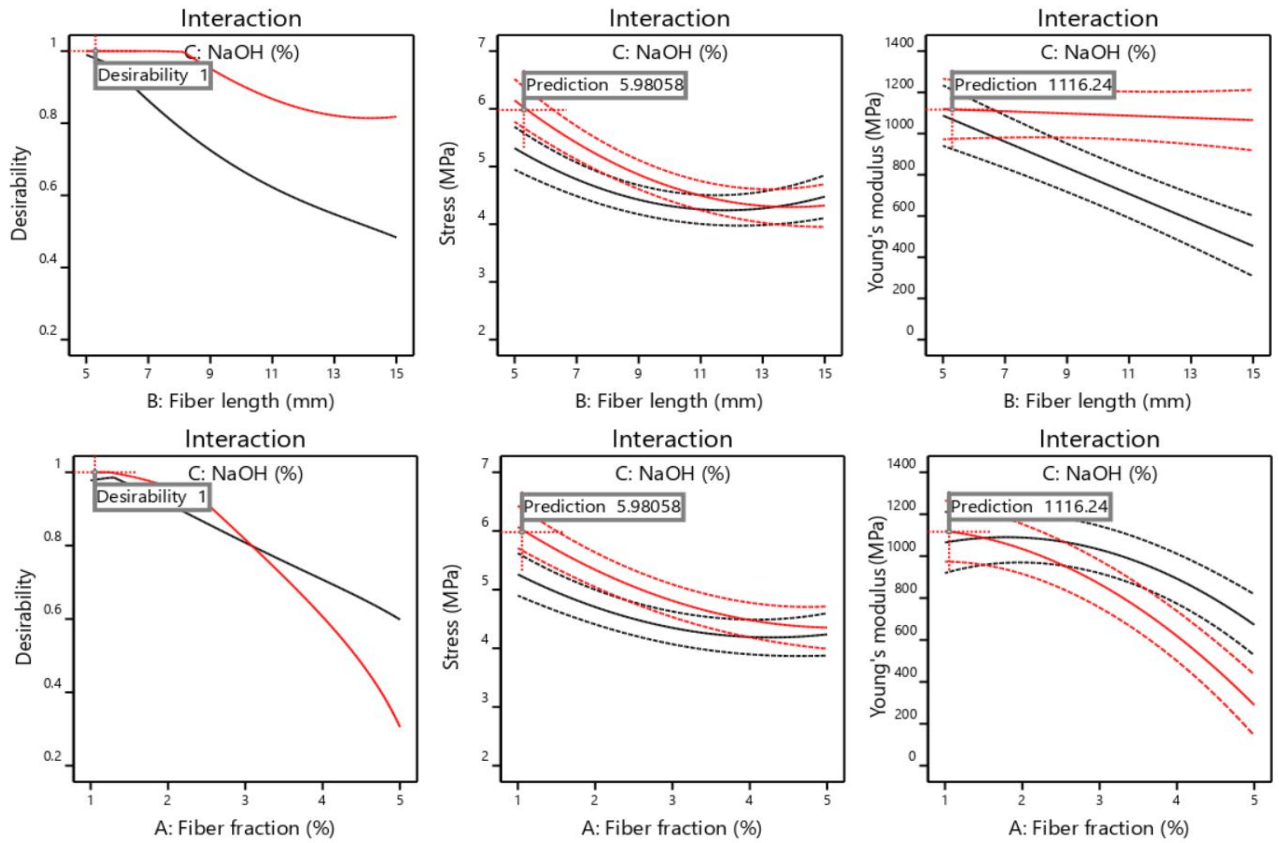 Interaction
C: NaOH (%)
Desirability 1
Desirability
1
0.8
0.6
0.4
0.2
5 7 9 11 13 15
B: Fiber length (mm)
Interaction
C: NaOH (%)
Prediction 5.98058
Stress (MPa)
7
6
5
4
3
2
5 7 9 11 13 15
B: Fiber length (mm)
Interaction
C: NaOH (%)
Prediction 1116.24
Young's modulus (MPa)
1400
1200
1000
800
600
400
200
0
5 7 9 11 13 15
B: Fiber length (mm)
Interaction
C: NaOH (%)
Desirability 1
Desirability
1
0.8
0.6
0.4
0.2
1 2 3 4 5
A: Fiber fraction (%)
Interaction
C: NaOH (%)
Prediction 5.98058
Stress (MPa)
7
6
5
4
3
2
1 2 3 4 5
A: Fiber fraction (%)
Interaction
C: NaOH (%)
Prediction 1116.24
Young's modulus (MPa)
1400
1200
1000
800
600
400
200
0
1 2 3 4 5
A: Fiber fraction (%)